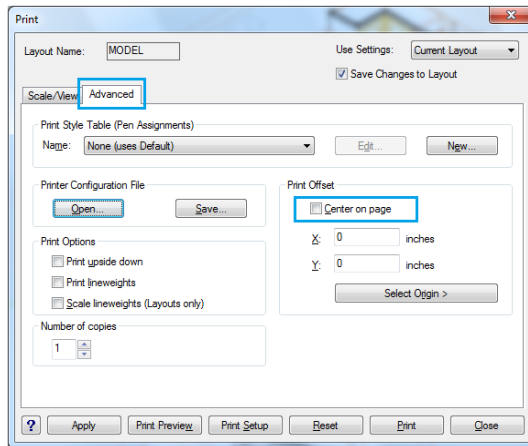 Print
Layout Name: MODEL Use Settings: Current Layout
Save Changes to Layout
Scale/View Advanced
Print Style Table (Pen Assignments)
Name: None (uses Default) Edit... New...
Printer Configuration File Print Offset
Open... Save... Center on page
X: 0 inches
Print Options
Print upside down Y: 0 inches
Print lineweights Select Origin >
Scale lineweights (Layouts only)
Number of copies
1
? Apply Print Preview Print Setup Reset Print Close